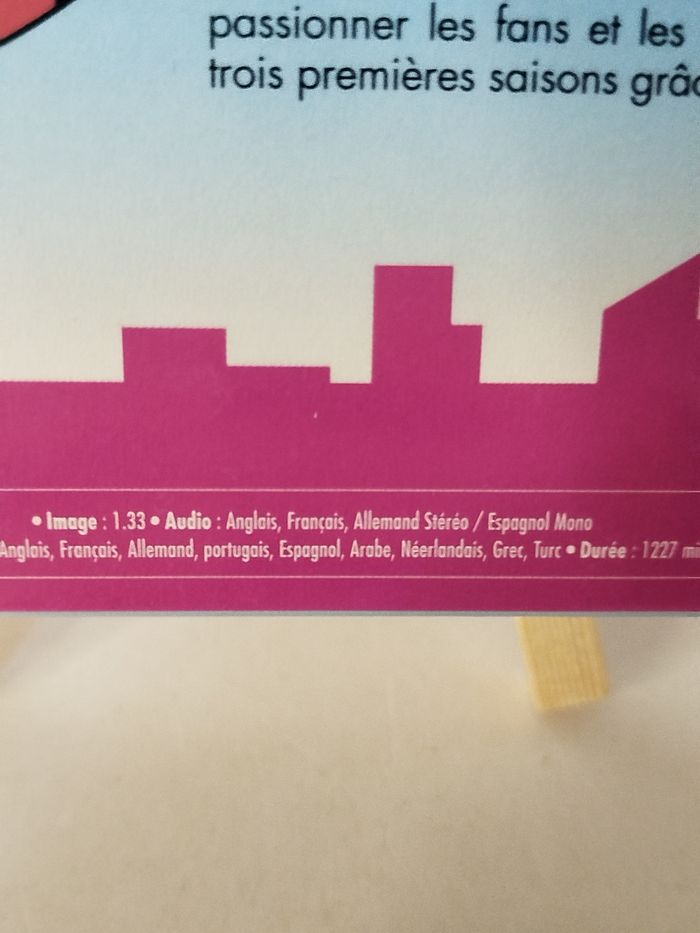 passionner les fans et les
trois premières saisons
• Image : 1.33 • Audio : Anglais, Français, Allemand Stéréo / Espagnol Mono
Anglais, Français, Allemand, portugais, Espagnol, Arabe, Néerlandais, Grec, Turc • Durée : 1227